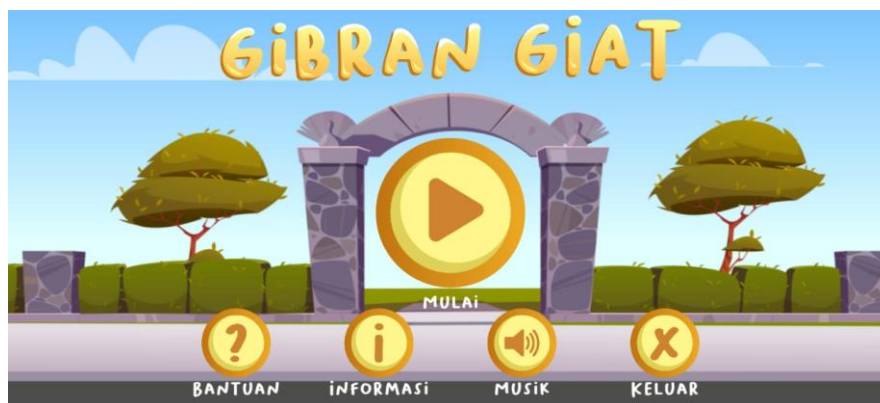 GiBRAN GiAT
MULAi
?
i
X
BANTUAN
iNFORMASi
MUSiK
KELUAR